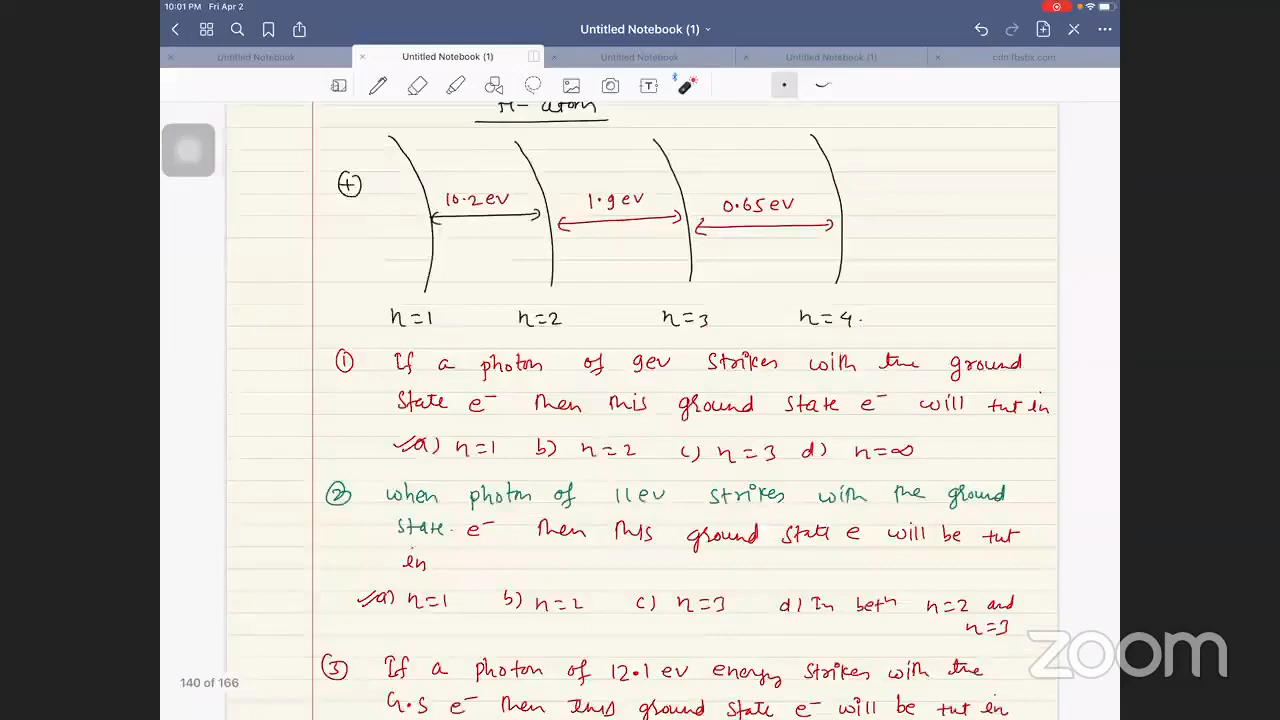 10:01 PM Fri Apr 2
Untitled Notebook (1)
Untitled Notebook (1) Untitled Notebook (1) Untitled Notebook (1) Untitled Notebook (1) cdn.fbsbx.com
H- atom
+
10.2 ev 1.9 ev 0.65 ev
n=1 n=2 n=3 n=4.
① If a photon of 9ev strikes with the ground
state e⁻ then this ground state e⁻ will in
✓a) n=1 b) n=2 c) n=3 d) n=∞
② when photon of 11ev strikes with the ground
state. e⁻ then this ground state e will be
in
✓a) n=1 b) n=2 c) n=3 d) In both n=2 and
n=3
zoom
140 of 166
③ If a photon of 12.1 ev energy strikes with the
G.S e⁻ then this ground state e⁻ will be in